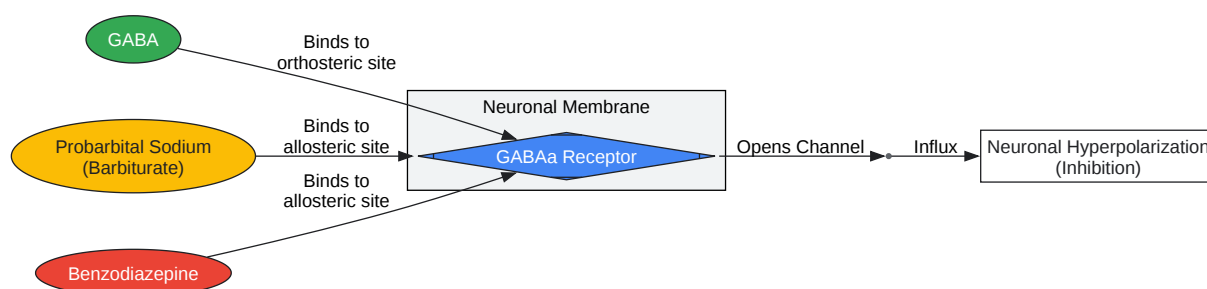 GABA
Binds to
orthosteric site
Neuronal Membrane
Probarbital Sodium
(Barbiturate)
Binds to
allosteric site
GABAa Receptor
Opens Channel
Influx
Neuronal Hyperpolarization
(Inhibition)
Binds to
allosteric site
Benzodiazepine